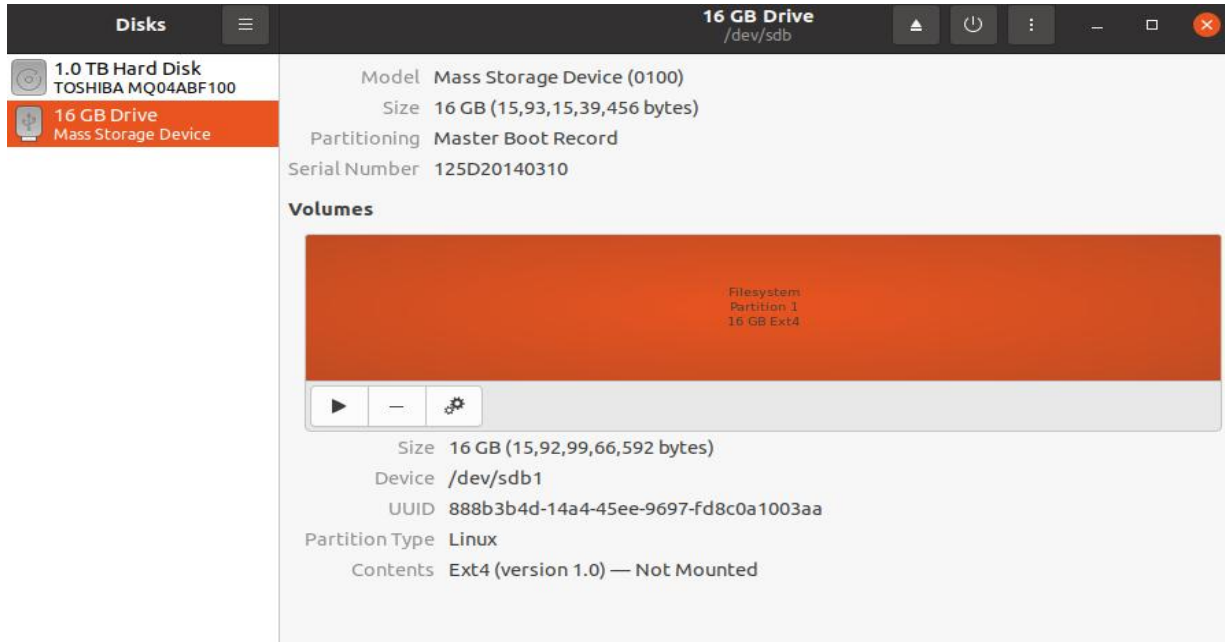 Disks
16 GB Drive
/dev/sdb
1.0 TB Hard Disk
TOSHIBA MQ04ABF100
16 GB Drive
Mass Storage Device
Model Mass Storage Device (0100)
Size 16 GB (15,93,15,39,456 bytes)
Partitioning Master Boot Record
Serial Number 125D20140310
Volumes
Filesystem
Partition 1
16 GB Ext4
Size 16 GB (15,92,99,66,592 bytes)
Device /dev/sdb1
UUID 888b3b4d-14a4-45ee-9697-fd8c0a1003aa
Partition Type Linux
Contents Ext4 (version 1.0) — Not Mounted